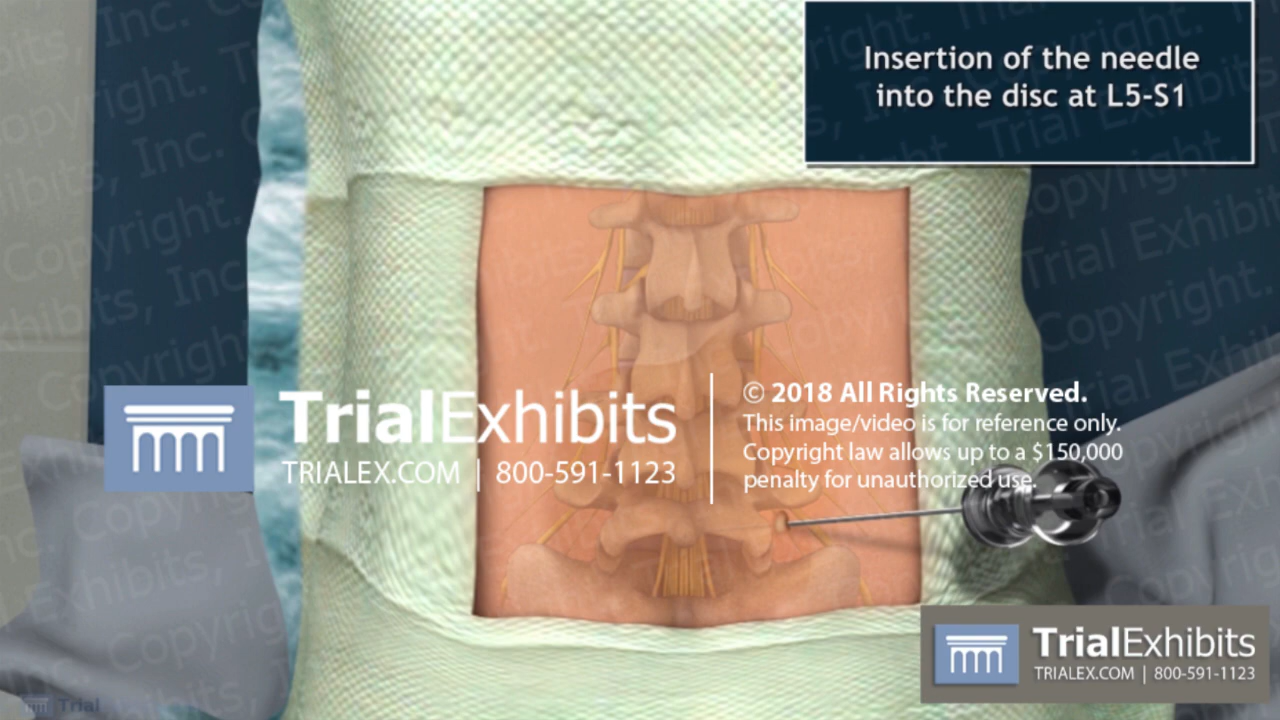 Insertion of the needle
into the disc at L5-S1
TrialExhibits
TRIALEX.COM | 800-591-1123
© 2018 All Rights Reserved.
This image/video is for reference only.
Copyright law allows up to a $150,000
penalty for unauthorized use.
TrialExhibits
TRIALEX.COM | 800-591-1123
Trial